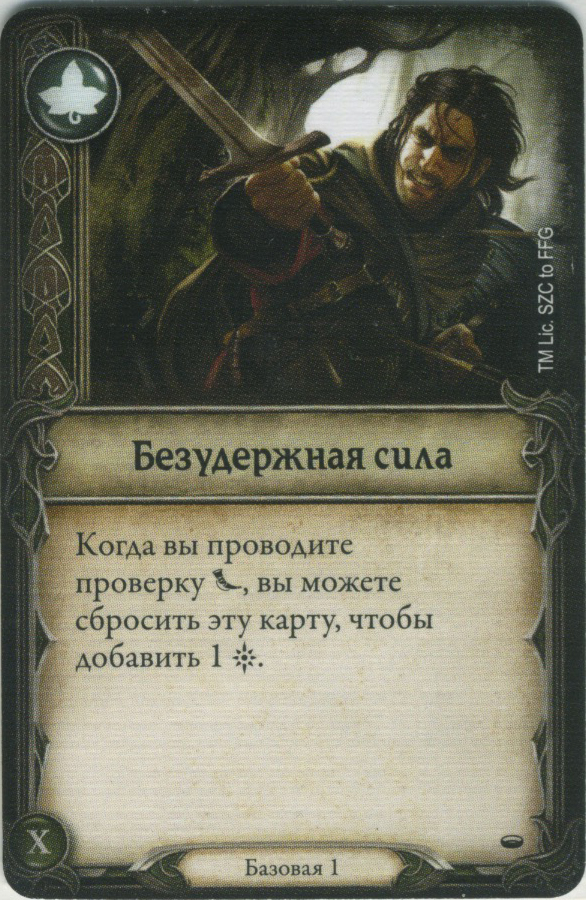 TM Lic. SZC to FFG
Безудержная сила
Когда вы проводите
проверку , вы можете
сбросить эту карту, чтобы
добавить 1 .
X
Базовая 1